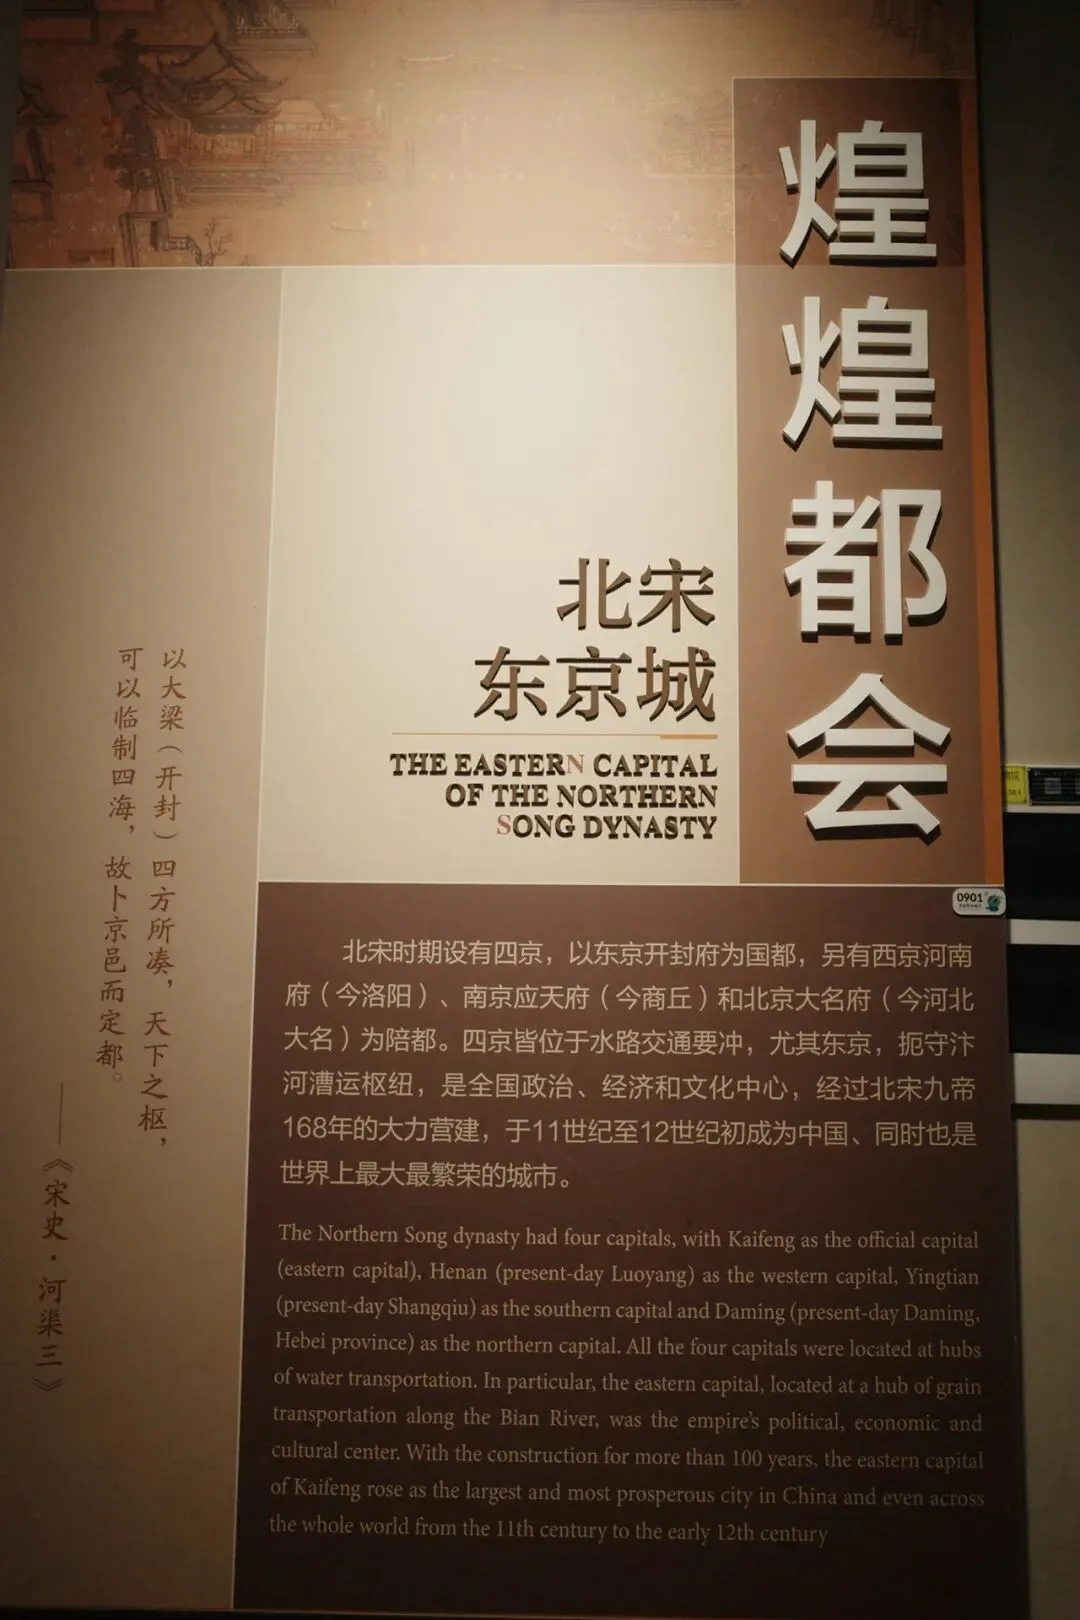 煌煌都会
北宋
东京城
THE EASTERN CAPITAL
OF THE NORTHERN
SONG DYNASTY
以大梁（开封）四方所凑，天下之枢，
可以临制四海，故卜京邑而定都。
——《宋史·河渠三》
0901
北宋时期设有四京，以东京开封府为国都，另有西京河南
府（今洛阳）、南京应天府（今商丘）和北京大名府（今河北
大名）为陪都。四京皆位于水路交通要冲，尤其东京，扼守汴
河漕运枢纽，是全国政治、经济和文化中心，经过北宋九帝
168年的大力营建，于11世纪至12世纪初成为中国、同时也是
世界上最大最繁荣的城市。
The Northern Song dynasty had four capitals, with Kaifeng as the official capital
(eastern capital), Henan (present-day Luoyang) as the western capital, Yingtian
(present-day Shangqiu) as the southern capital and Daming (present-day Daming,
Hebei province) as the northern capital. All the four capitals were located at hubs
of water transportation. In particular, the eastern capital, located at a hub of grain
transportation along the Bian River, was the empire's political, economic and
cultural center. With the construction for more than 100 years, the eastern capital
of Kaifeng rose as the largest and most prosperous city in China and even across
the whole world from the 11th century to the early 12th century